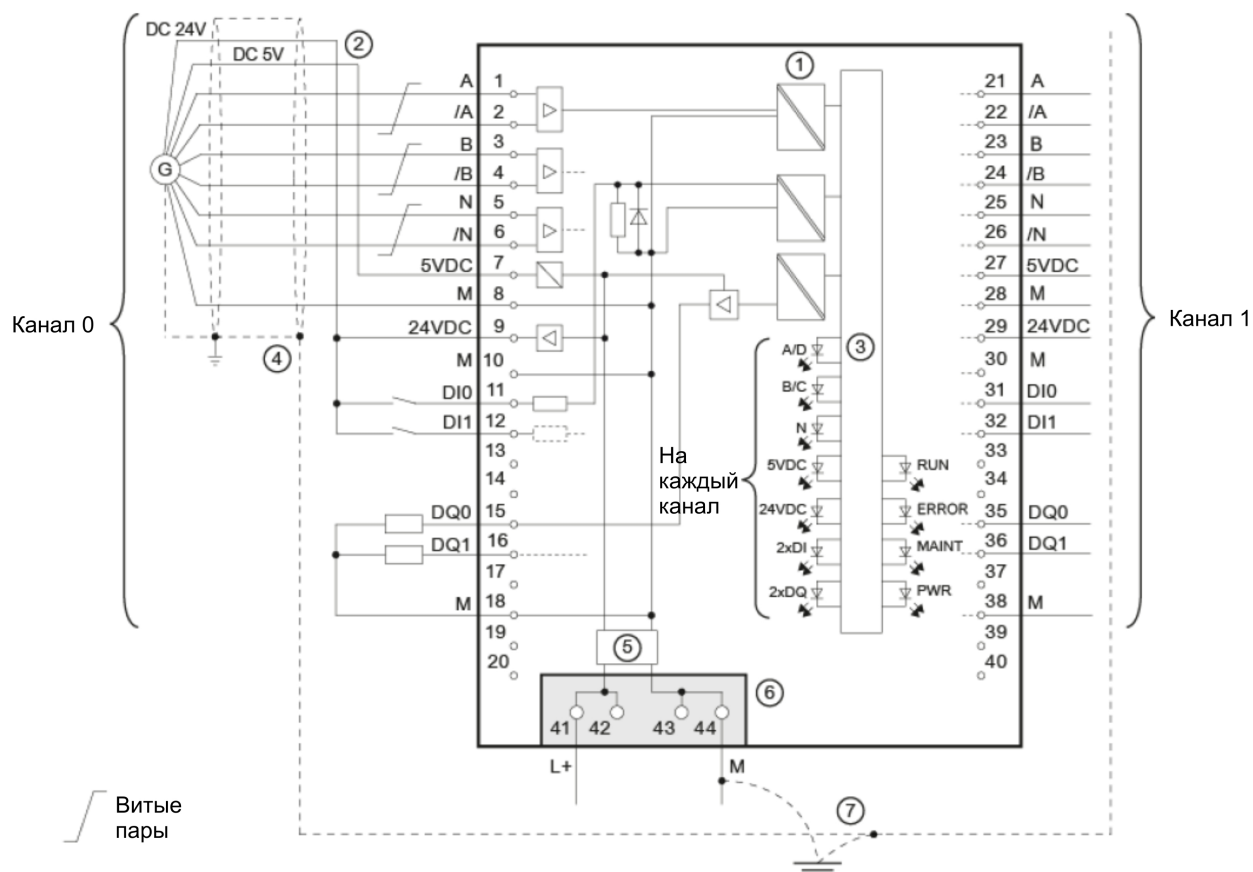 DC 24V
DC 5V
②
①
A 1
/A 2
B 3
/B 4
N 5
/N 6
5VDC 7
M 8
24VDC 9
M 10
DI0 11
DI1 12
13
14
DQ0 15
DQ1 16
17
M 18
19
20
G
Канал 0
④
③
A/D
B/C
N
5VDC
24VDC
2xDI
2xDQ
На
каждый
канал
RUN
ERROR
MAINT
PWR
21 A
22 /A
23 B
24 /B
25 N
26 /N
27 5VDC
28 M
29 24VDC
30 M
31 DI0
32 DI1
33
34
35 DQ0
36 DQ1
37
38 M
39
40
Канал 1
⑤
⑥
41 42 43 44
L+ M
⑦
Витые
пары